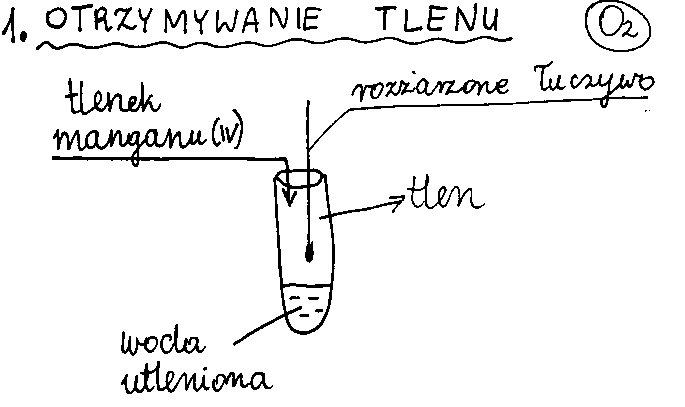 1. OTRZYMYWANIE TLENU O₂
tlenek
manganu (IV)
rozżarzone łuczywo
tlen
woda
utleniona